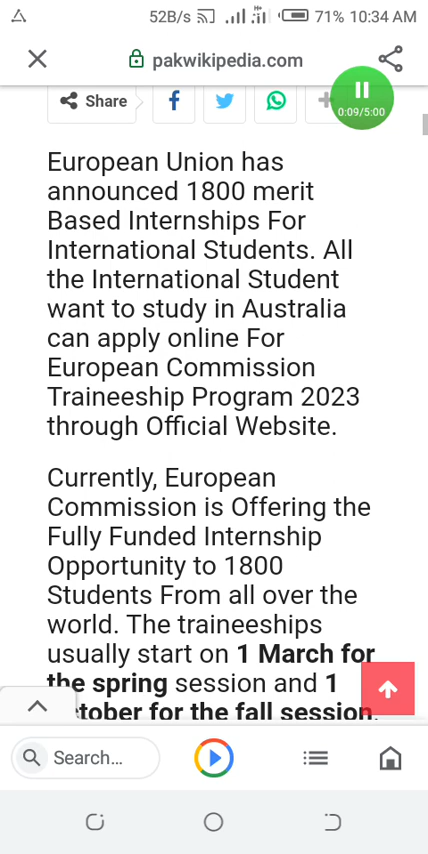 52B/s 71% 10:34 AM
pakwikipedia.com
Share
0:09/5:00
European Union has
announced 1800 merit
Based Internships For
International Students. All
the International Student
want to study in Australia
can apply online For
European Commission
Traineeship Program 2023
through Official Website.
Currently, European
Commission is Offering the
Fully Funded Internship
Opportunity to 1800
Students From all over the
world. The traineeships
usually start on 1 March for
the spring session and 1
October for the fall session.
Search...